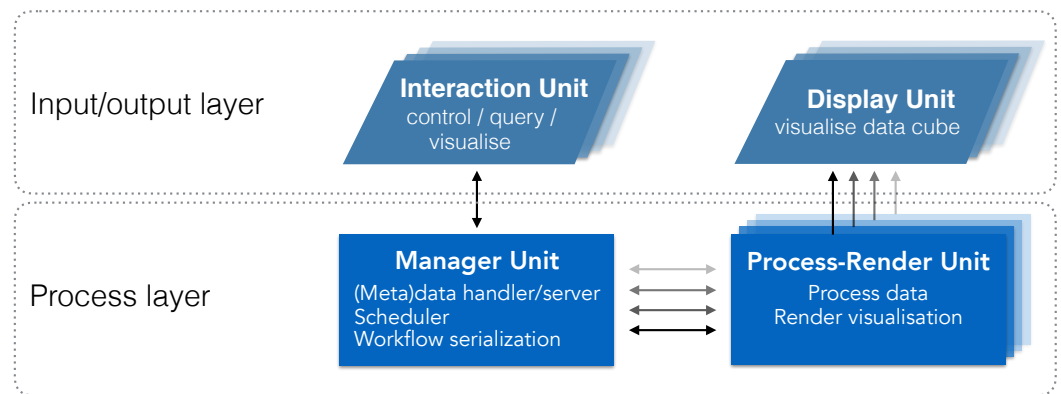 Input/output layer
Interaction Unit
control / query /
visualise
Display Unit
visualise data cube
Process layer
Manager Unit
(Meta)data handler/server
Scheduler
Workflow serialization
Process-Render Unit
Process data
Render visualisation